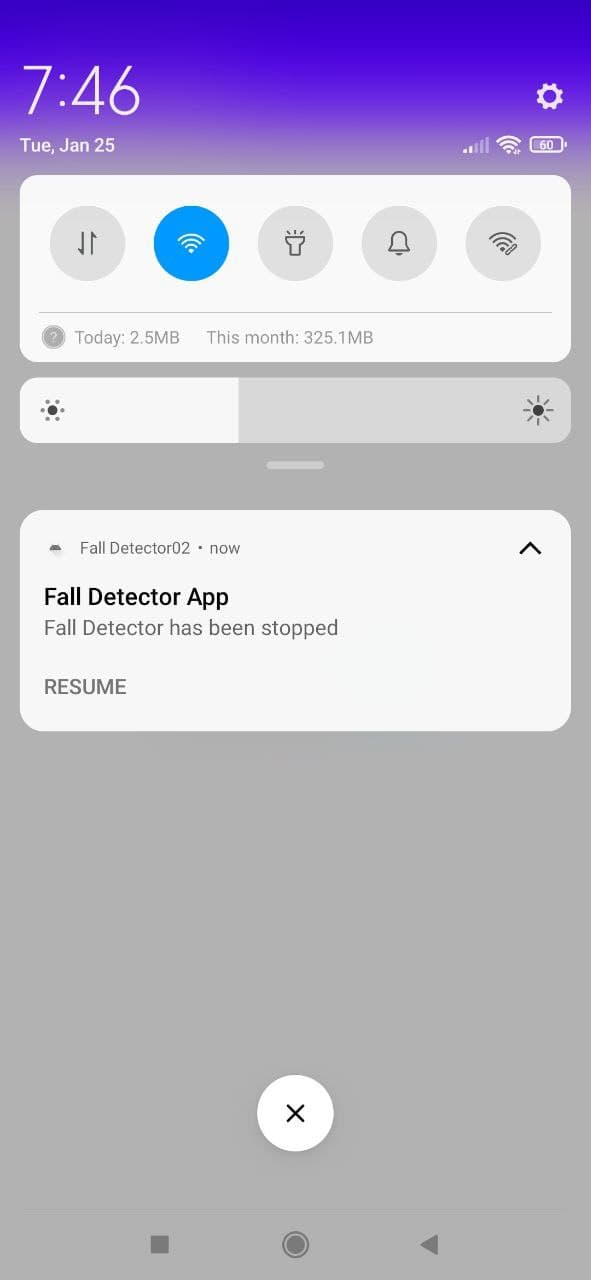 7:46
Tue, Jan 25
60
Today: 2.5MB This month: 325.1MB
Fall Detector02 • now
Fall Detector App
Fall Detector has been stopped
RESUME